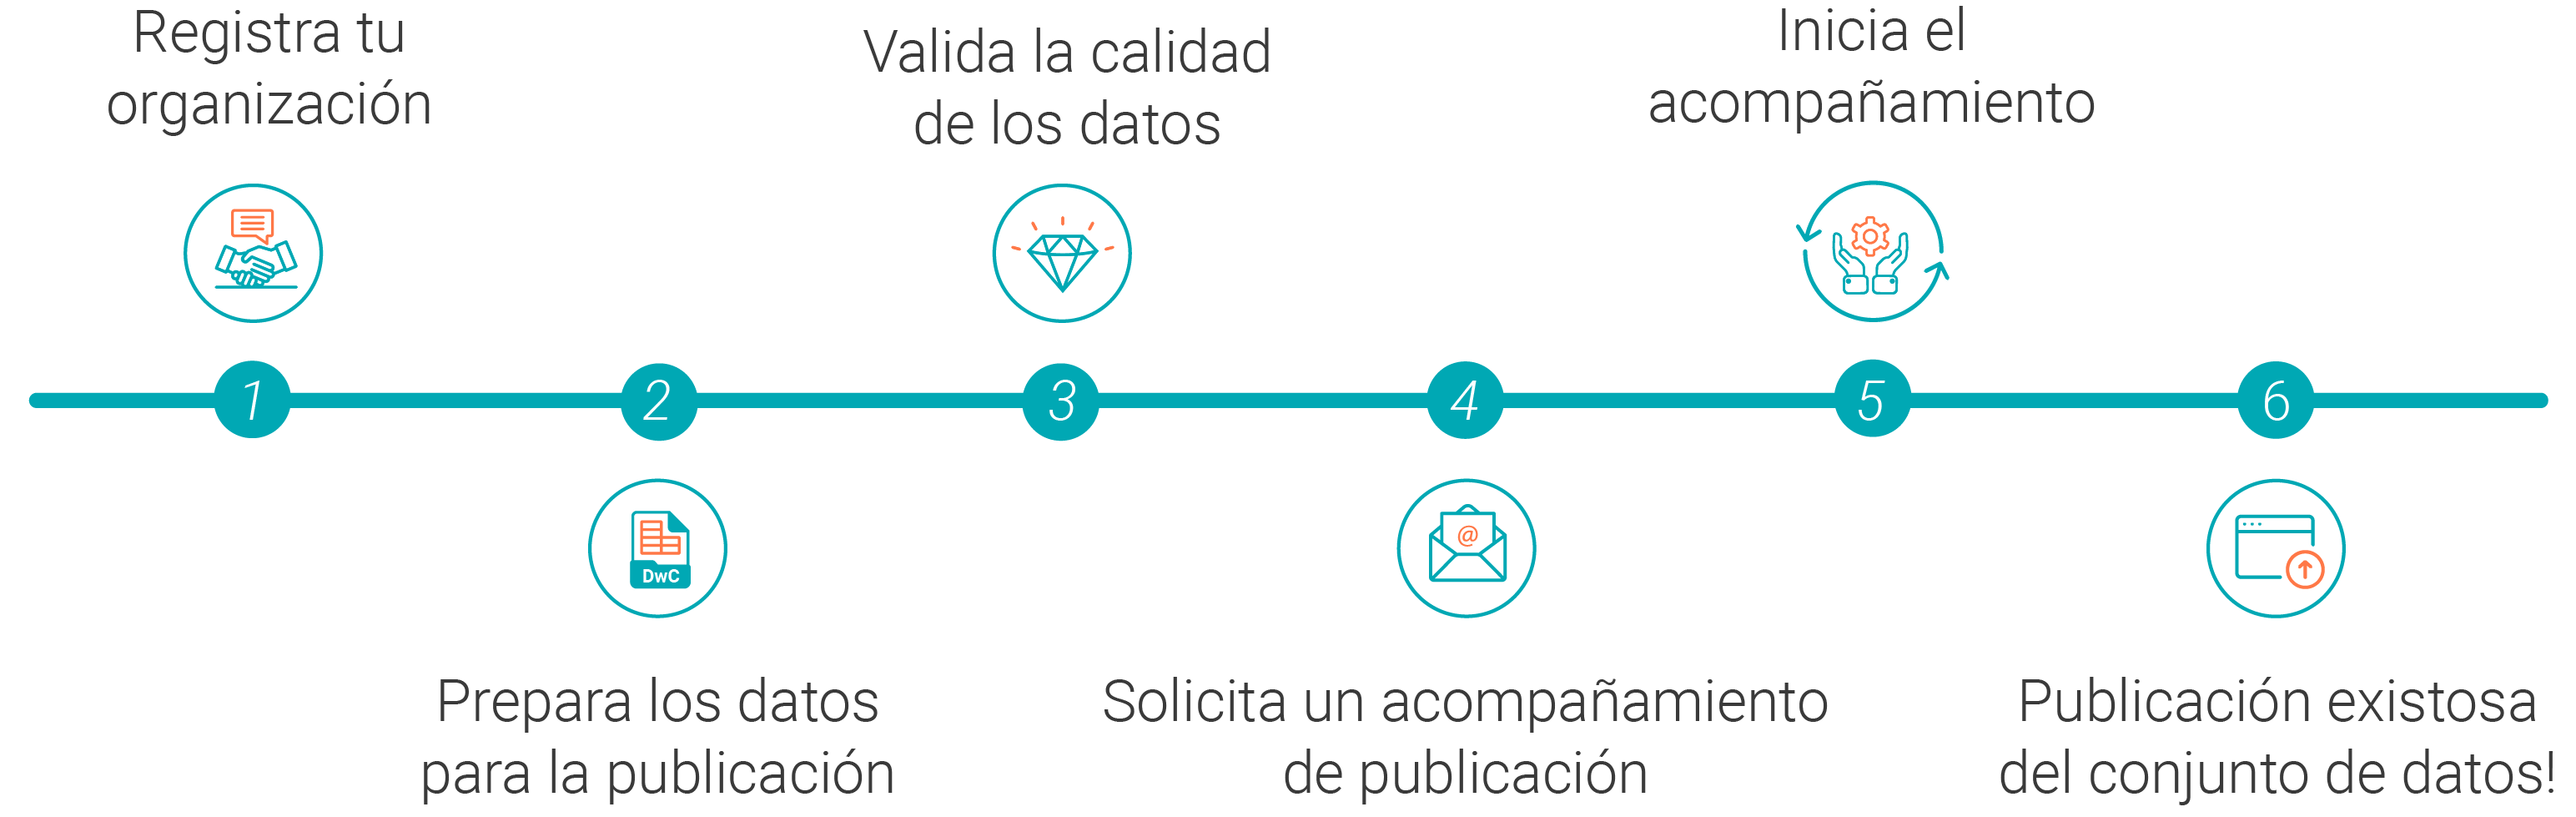 Registra tu
organización
1
Prepara los datos
para la publicación
DwC
2
Valida la calidad
de los datos
3
Solicita un acompañamiento
de publicación
@
4
Inicia el
acompañamiento
5
Publicación existosa
del conjunto de datos!
6